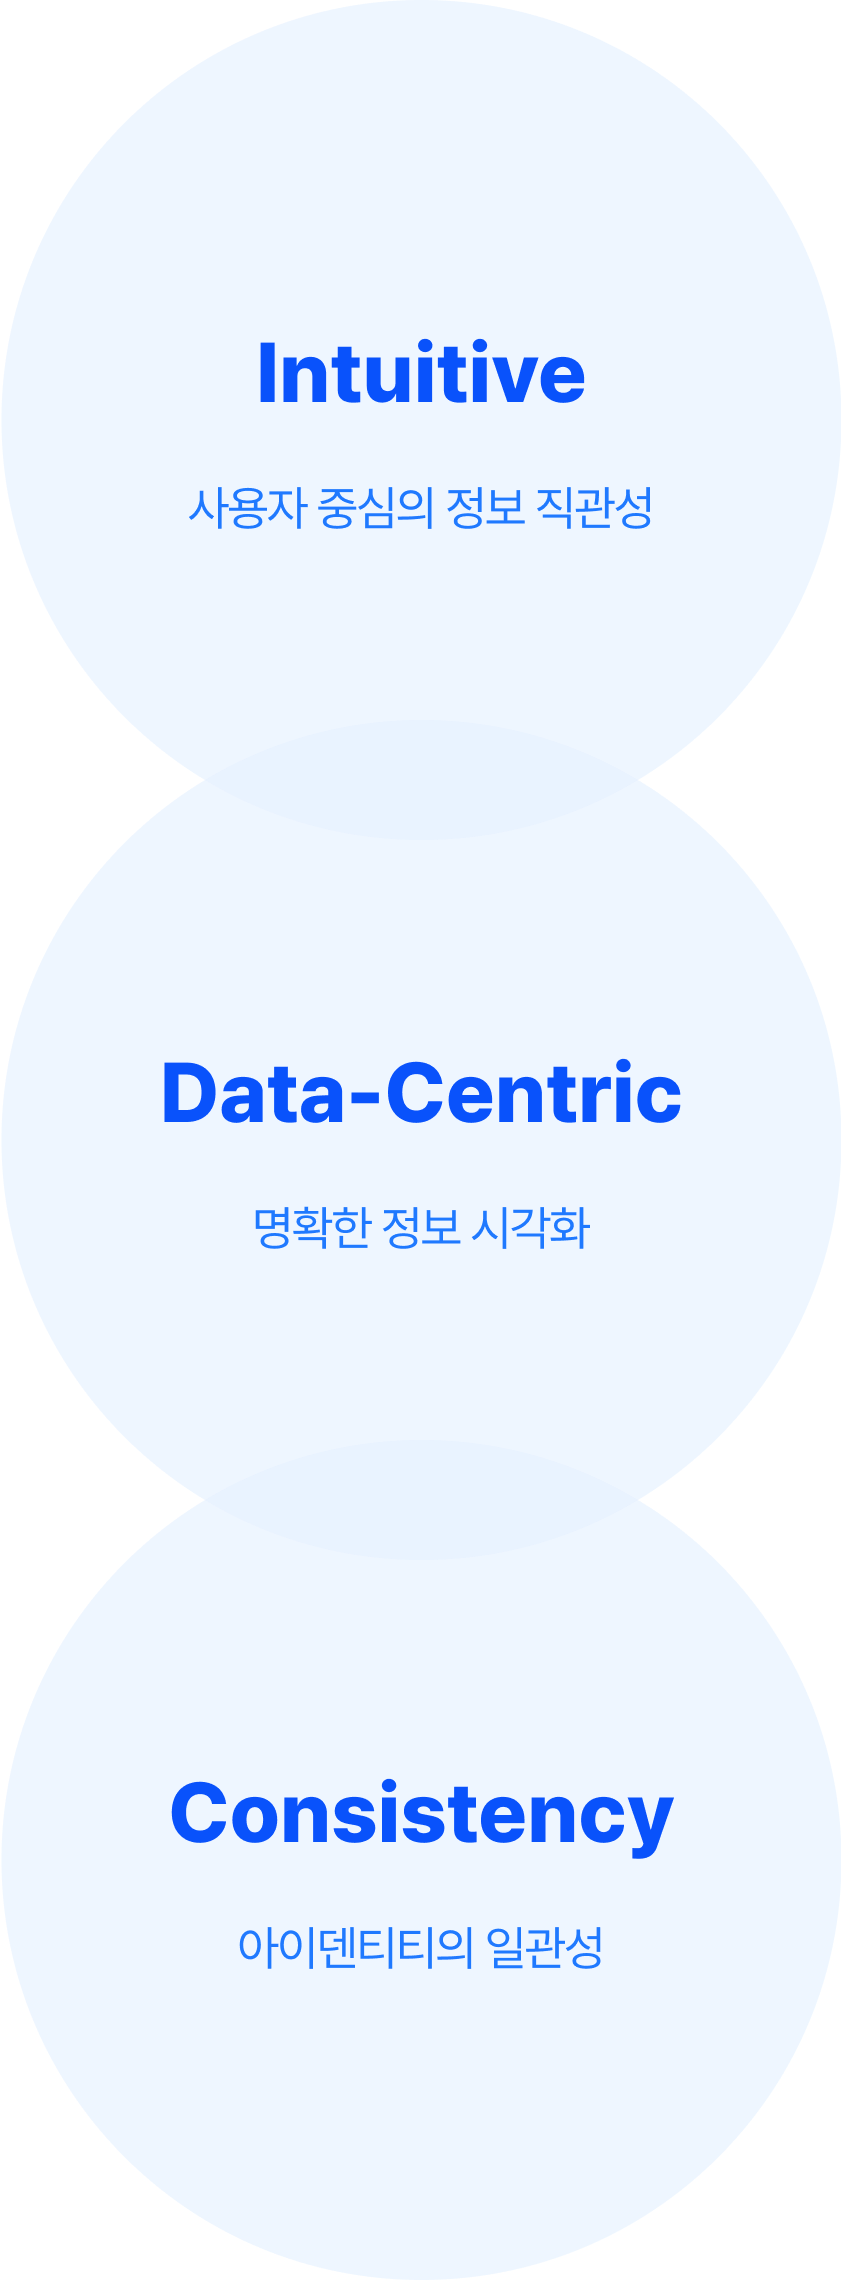 Intuitive
사용자 중심의 정보 직관성
Data-Centric
명확한 정보 시각화
Consistency
아이덴티티의 일관성